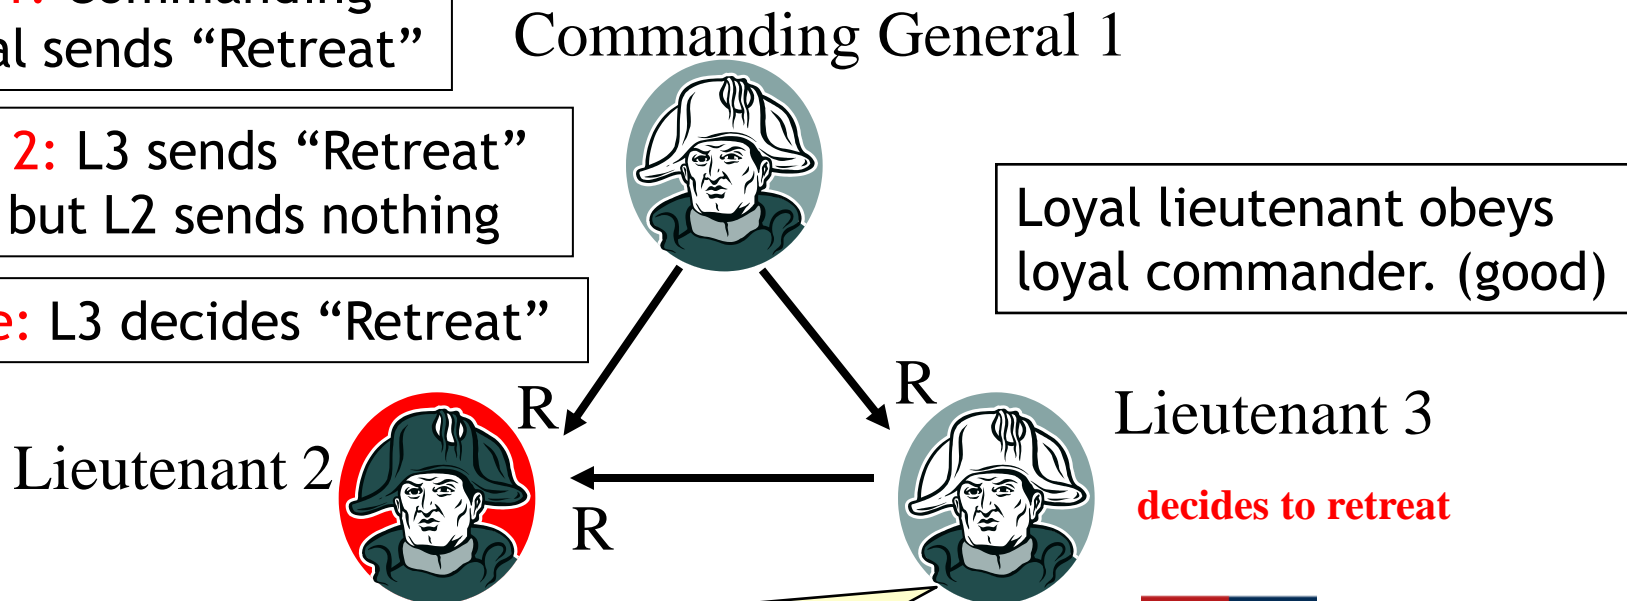 Commanding
al sends “Retreat”
Commanding General 1
2: L3 sends “Retreat”
but L2 sends nothing
Loyal lieutenant obeys
loyal commander. (good)
e: L3 decides “Retreat”
R
R
Lieutenant 3
Lieutenant 2
decides to retreat
R